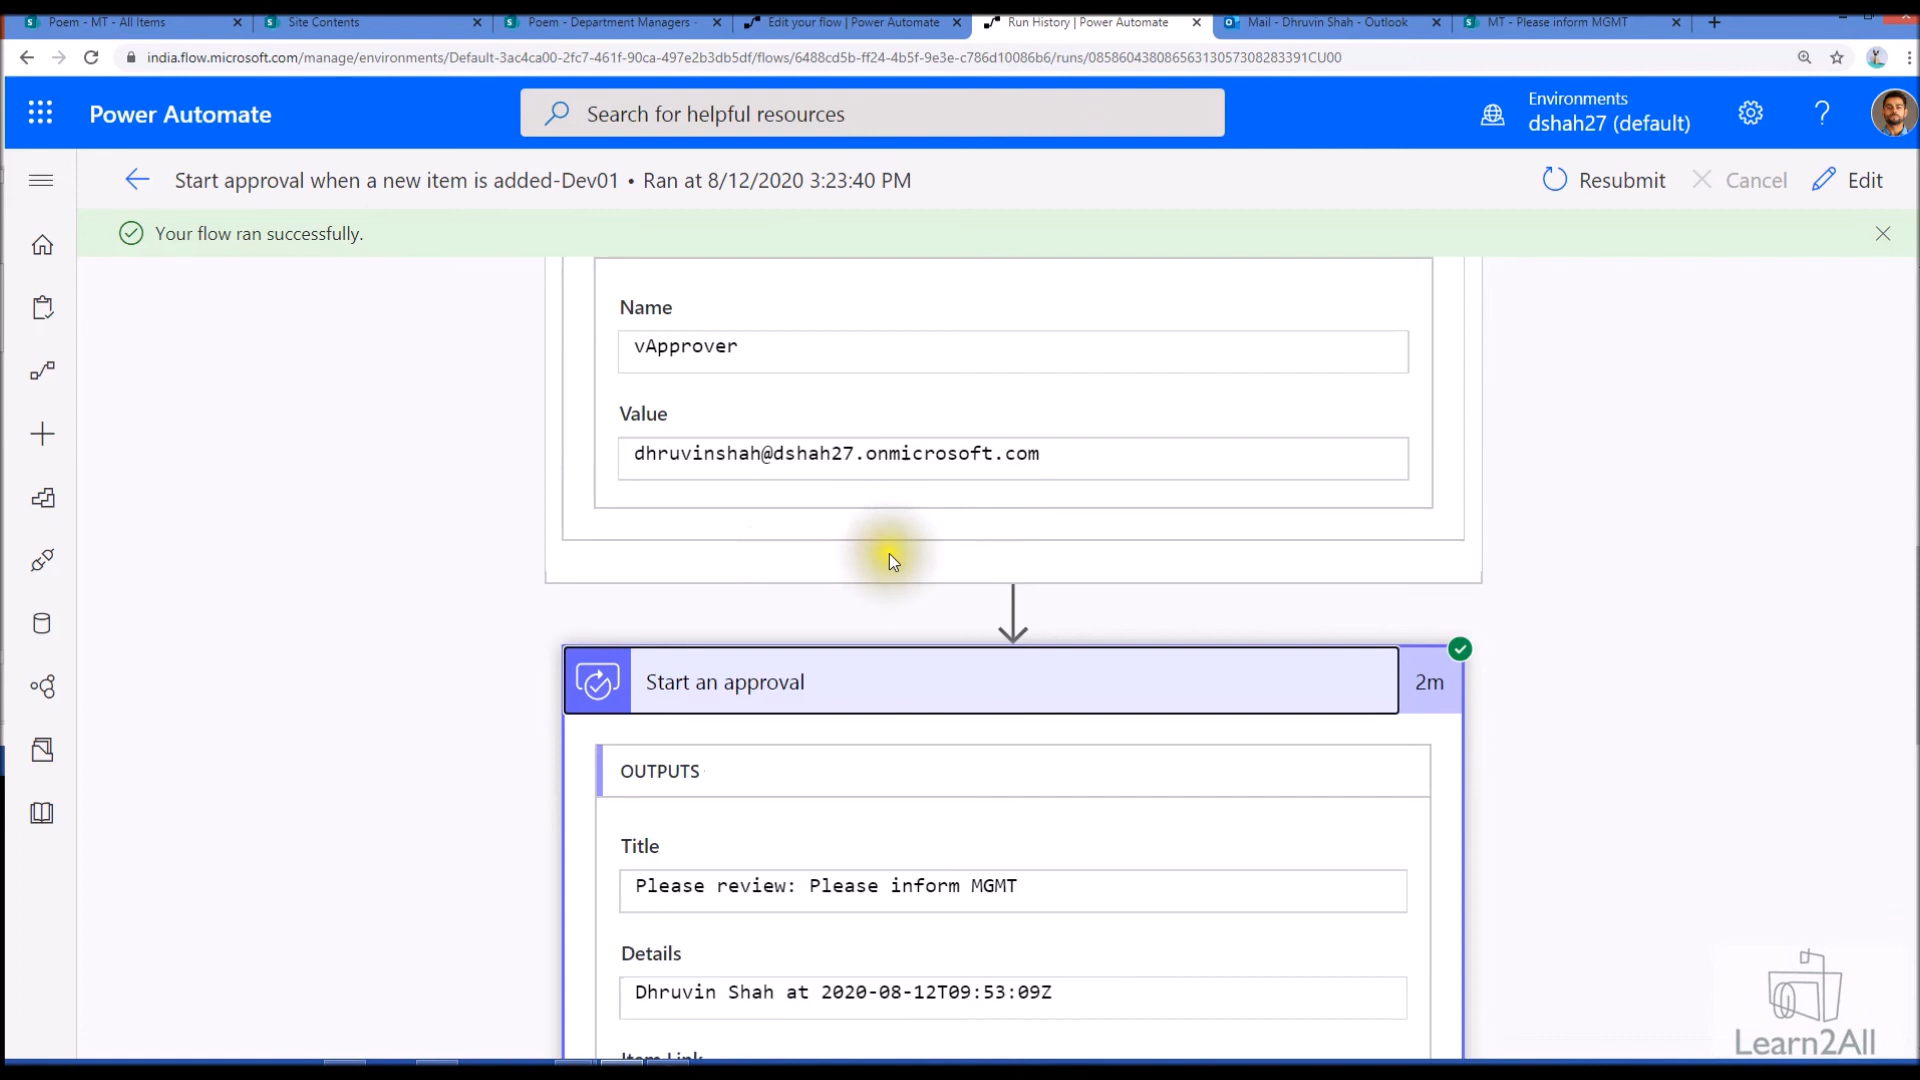 Poem - MT - All Items
Site Contents
Poem - Department Managers -
Edit your flow | Power Automate
Run History | Power Automate
Mail - Dhruvin Shah - Outlook
MT - Please inform MGMT
india.flow.microsoft.com/manage/environments/Default-3ac4ca00-2fc7-461f-90ca-497e2b3db5df/flows/6488cd5b-ff24-4b5f-9e3e-c786d10086b6/runs/08586043808656313057308283391CU00
Power Automate
Search for helpful resources
Environments
dshah27 (default)
Start approval when a new item is added-Dev01 • Ran at 8/12/2020 3:23:40 PM
Resubmit
Cancel
Edit
Your flow ran successfully.
Name
vApprover
Value
dhruvinshah@dshah27.onmicrosoft.com
Start an approval
2m
OUTPUTS
Title
Please review: Please inform MGMT
Details
Dhruvin Shah at 2020-08-12T09:53:09Z
Item Link
Learn2All